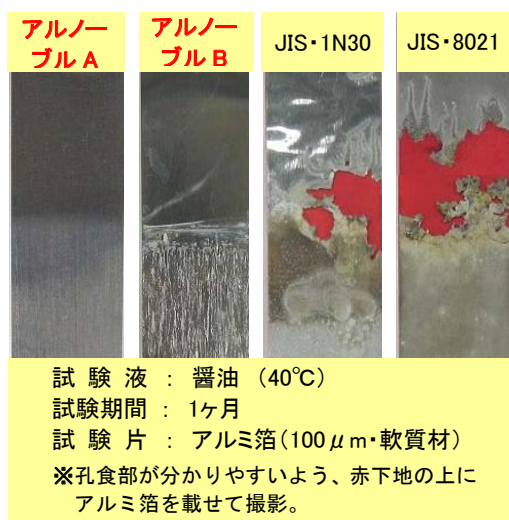 アルノー
ブル A
アルノー
ブル B
JIS・1N30
JIS・8021
試 験 液 ： 醤油 （40℃）
試験期間 ： 1ヶ月
試 験 片 ： アルミ箔（100μm・軟質材）
※孔食部が分かりやすいよう、赤下地の上に
アルミ箔を載せて撮影。